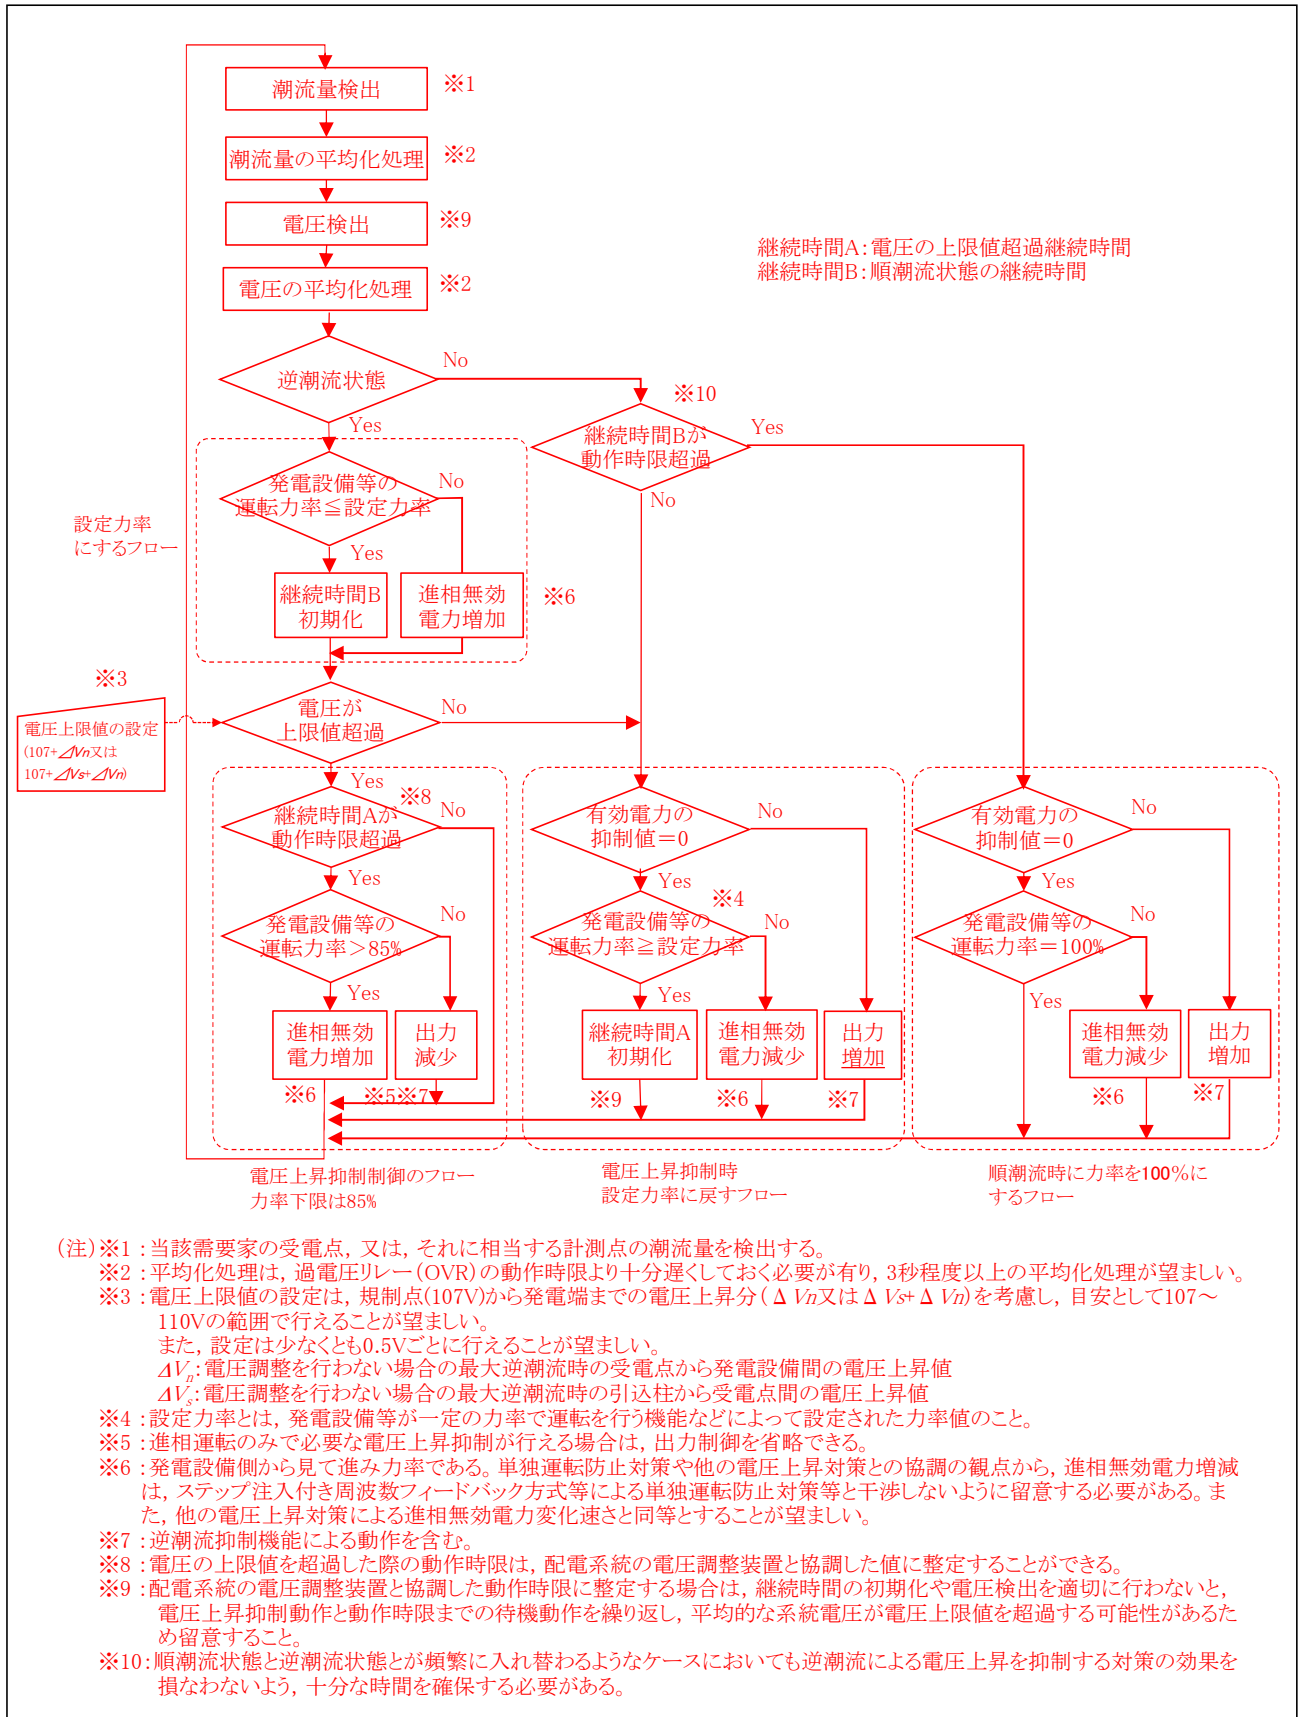 潮流量検出
※1
潮流量の平均化処理
※2
電圧検出
※9
電圧の平均化処理
※2
継続時間A:電圧の上限値超過継続時間
継続時間B:順潮流状態の継続時間
逆潮流状態
No
Yes
※10
継続時間Bが
動作時限超過
Yes
No
発電設備等の
運転力率≦設定力率
No
Yes
設定力率
にするフロー
継続時間B
初期化
進相無効
電力増加
※6
※3
電圧上限値の設定
(107+ΔVn又は
107+ΔVs+ΔVn)
電圧が
上限値超過
No
Yes
※8
継続時間Aが
動作時限超過
No
Yes
発電設備等の
運転力率>85%
No
Yes
進相無効
電力増加
出力
減少
※6
※5※7
有効電力の
抑制値=0
No
Yes
※4
発電設備等の
運転力率≧設定力率
No
Yes
継続時間A
初期化
進相無効
電力減少
出力
増加
※9
※6
※7
有効電力の
抑制値=0
No
Yes
発電設備等の
運転力率=100%
No
Yes
進相無効
電力減少
出力
増加
※6
※7
電圧上昇抑制制御のフロー
力率下限は85%
電圧上昇抑制時
設定力率に戻すフロー
順潮流時に力率を100%に
するフロー
(注)※1:当該需要家の受電点, 又は, それに相当する計測点の潮流量を検出する。
※2:平均化処理は, 過電圧リレー(OVR)の動作時限より十分遅くしておく必要が有り, 3秒程度以上の平均化処理が望ましい。
※3:電圧上限値の設定は, 規制点(107V)から発電端までの電圧上昇分(Δ Vn又はΔ Vs+Δ Vn)を考慮し, 目安として107~
110Vの範囲で行えることが望ましい。
また, 設定は少なくとも0.5Vごとに行えることが望ましい。
ΔVn:電圧調整を行わない場合の最大逆潮流時の受電点から発電設備間の電圧上昇値
ΔVs:電圧調整を行わない場合の最大逆潮流時の引込柱から受電点間の電圧上昇値
※4:設定力率とは, 発電設備等が一定の力率で運転を行う機能などによって設定された力率値のこと。
※5:進相運転のみで必要な電圧上昇抑制が行える場合は, 出力制御を省略できる。
※6:発電設備側から見て進み力率である。単独運転防止対策や他の電圧上昇対策との協調の観点から, 進相無効電力増減
は, ステップ注入付き周波数フィードバック方式等による単独運転防止対策等と干渉しないように留意する必要がある。ま
た, 他の電圧上昇対策による進相無効電力変化速さと同等とすることが望ましい。
※7:逆潮流抑制機能による動作を含む。
※8:電圧の上限値を超過した際の動作時限は, 配電系統の電圧調整装置と協調した値に整定することができる。
※9:配電系統の電圧調整装置と協調した動作時限に整定する場合は, 継続時間の初期化や電圧検出を適切に行わないと,
電圧上昇抑制動作と動作時限までの待機動作を繰り返し, 平均的な系統電圧が電圧上限値を超過する可能性があるた
め留意すること。
※10:順潮流状態と逆潮流状態とが頻繁に入れ替わるようなケースにおいても逆潮流による電圧上昇を抑制する対策の効果を
損なわないよう, 十分な時間を確保する必要がある。